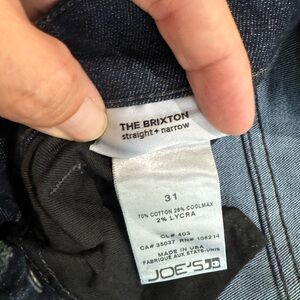 THE BRIXTON
straight + narrow
31
70% COTTON 28% COOLMAX
2% LYCRA
CL# 403
CA# 35037 RN# 106214
MADE IN USA
FABRIQUE AUX ETATS-UNIS
JOE'S